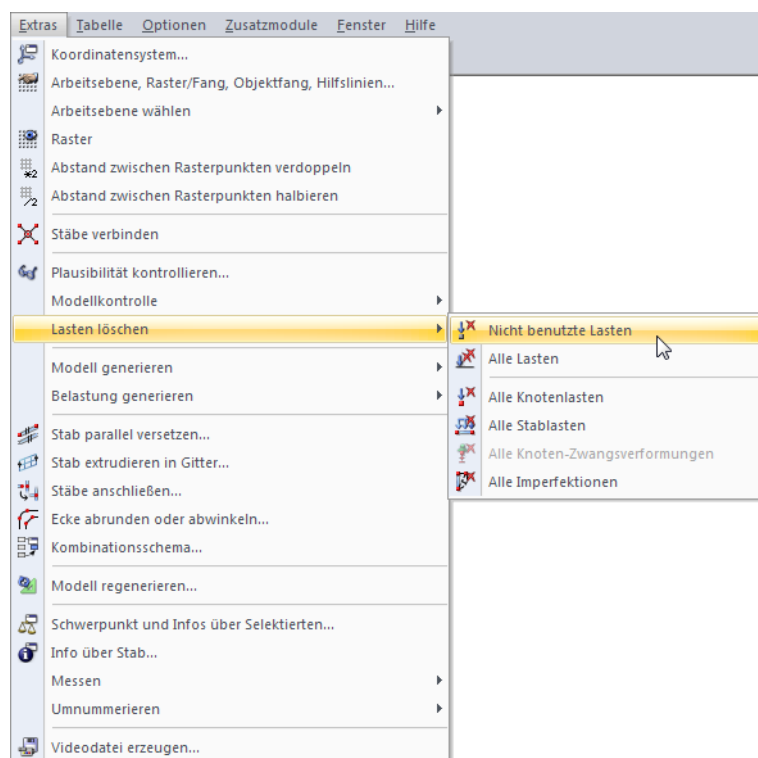 Extras Tabelle Optionen Zusatzmodule Fenster Hilfe
Koordinatensystem...
Arbeitsebene, Raster/Fang, Objektfang, Hilfslinien...
Arbeitsebene wählen
Raster
Abstand zwischen Rasterpunkten verdoppeln
Abstand zwischen Rasterpunkten halbieren
Stäbe verbinden
Plausibilität kontrollieren...
Modellkontrolle
Lasten löschen
Modell generieren
Belastung generieren
Stab parallel versetzen...
Stab extrudieren in Gitter...
Stäbe anschließen...
Ecke abrunden oder abwinkeln...
Kombinationsschema...
Modell regenerieren...
Schwerpunkt und Infos über Selektierten...
Info über Stab...
Messen
Umnummerieren
Videodatei erzeugen...
Nicht benutzte Lasten
Alle Lasten
Alle Knotenlasten
Alle Stablasten
Alle Knoten-Zwangsverformungen
Alle Imperfektionen